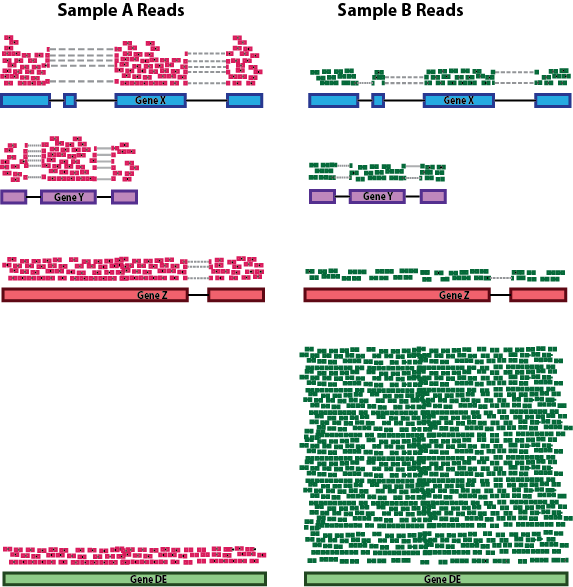 Sample A Reads
Sample B Reads
Gene X
Gene X
Gene Y
Gene Y
Gene Z
Gene Z
Gene DE
Gene DE